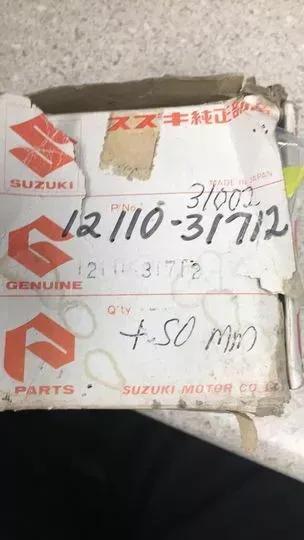 スズキ純正部品
SUZUKI
MADE IN JAPAN
31002
P/No.
12110-31712
12110-31712
GENUINE
Q'ty
+.50 MM
PARTS
SUZUKI MOTOR CO.